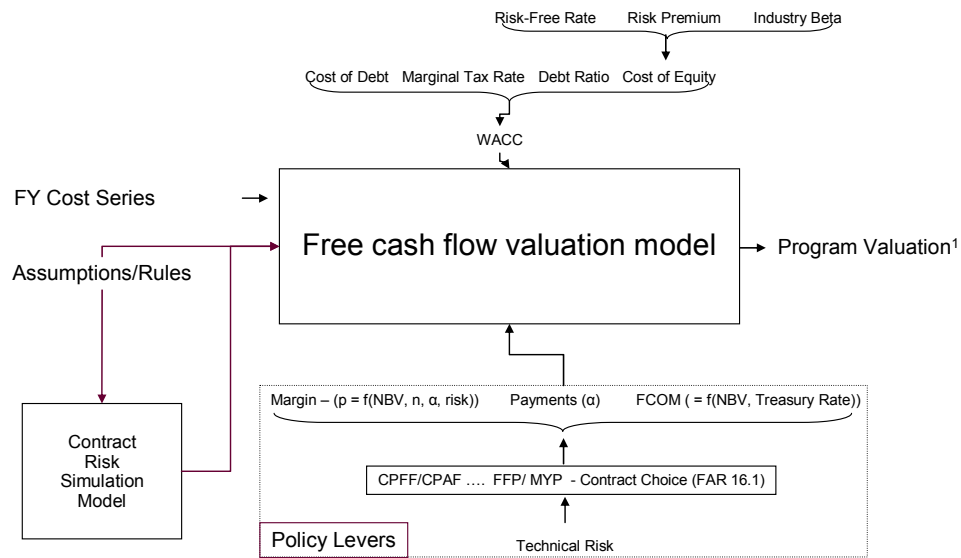 Risk-Free Rate Risk Premium Industry Beta
Cost of Debt Marginal Tax Rate Debt Ratio Cost of Equity
WACC
FY Cost Series
Free cash flow valuation model
Program Valuation¹
Assumptions/Rules
Margin – (p = f(NBV, n, α, risk)) Payments (α) FCOM ( = f(NBV, Treasury Rate))
Contract
Risk
Simulation
Model
CPFF/CPAF .... FFP/ MYP - Contract Choice (FAR 16.1)
Policy Levers
Technical Risk